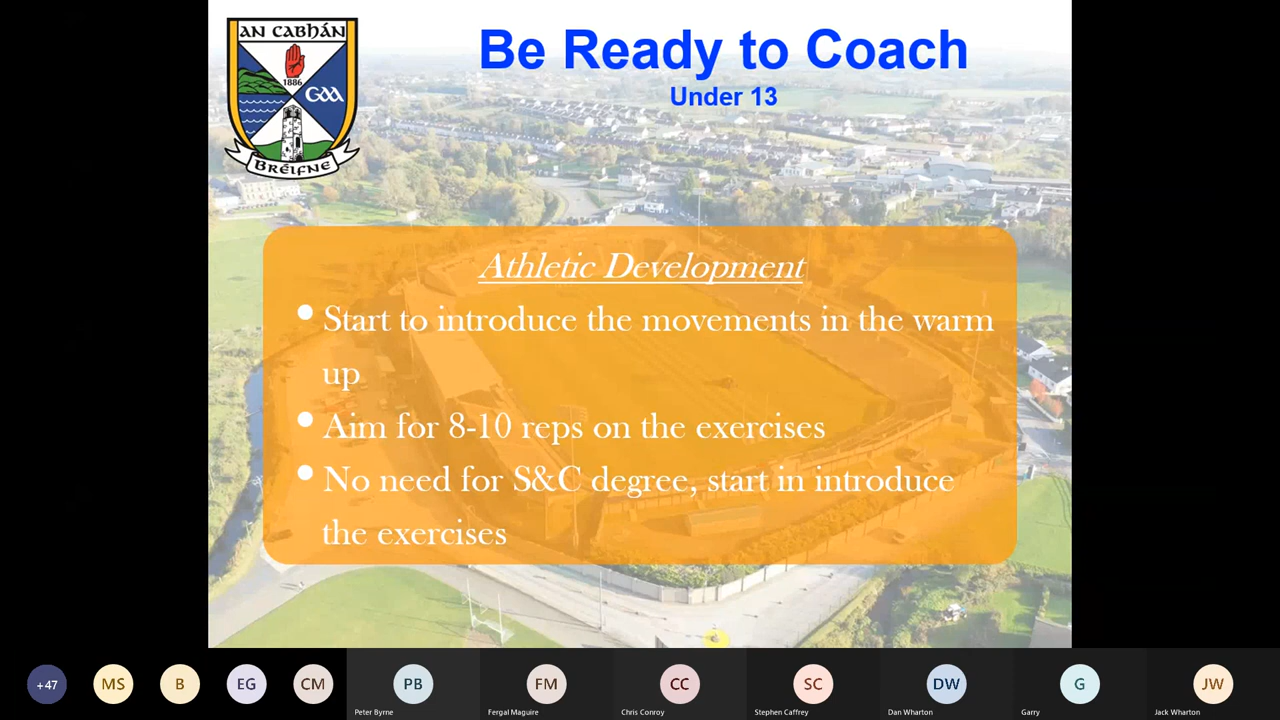 AN CABHÁN
1886
GAA
BRÉIFNE
Be Ready to Coach
Under 13
Athletic Development
• Start to introduce the movements in the warm
up
• Aim for 8-10 reps on the exercises
• No need for S&C degree, start in introduce
the exercises
+47
MS
B
EG
CM
PB
FM
CC
SC
DW
G
JW
Peter Byrne
Fergal Maguire
Chris Conroy
Stephen Caffrey
Dan Wharton
Garry
Jack Wharton